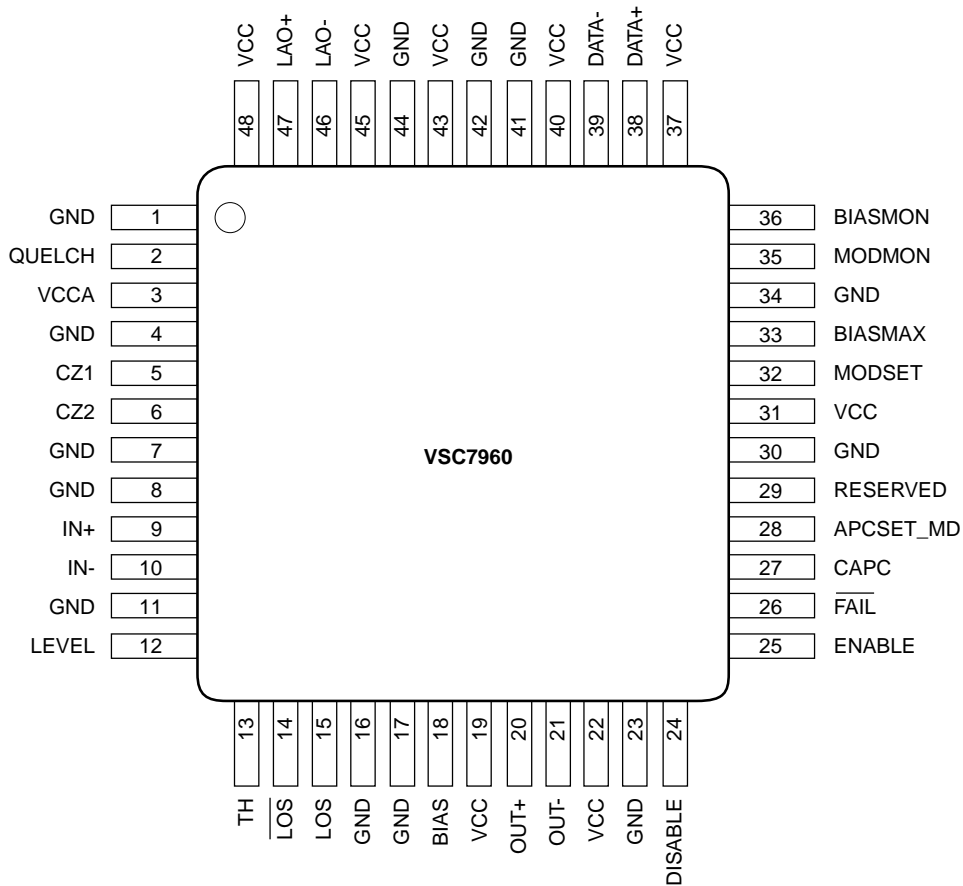 VCC
LAO+
LAO-
VCC
GND
VCC
GND
GND
VCC
DATA-
DATA+
VCC
48
47
46
45
44
43
42
41
40
39
38
37
GND 1
QUELCH 2
VCCA 3
GND 4
CZ1 5
CZ2 6
GND 7
GND 8
IN+ 9
IN- 10
GND 11
LEVEL 12
VSC7960
36 BIASMON
35 MODMON
34 GND
33 BIASMAX
32 MODSET
31 VCC
30 GND
29 RESERVED
28 APCSET_MD
27 CAPC
26 FAIL
25 ENABLE
13
14
15
16
17
18
19
20
21
22
23
24
TH
LOS
LOS
GND
GND
BIAS
VCC
OUT+
OUT-
VCC
GND
DISABLE